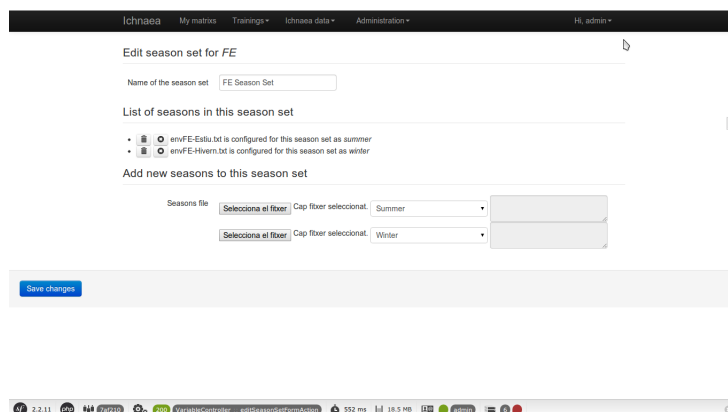 Ichnaea My matrixs Trainings Ichnaea data Administration Hi, admin
Edit season set for FE
Name of the season set FE Season Set
List of seasons in this season set
envFE-Estiu.txt is configured for this season set as summer
envFE-Hivern.txt is configured for this season set as winter
Add new seasons to this season set
Seasons file Selecciona el fitxer Cap fitxer seleccionat. Summer
Selecciona el fitxer Cap fitxer seleccionat. Winter
Save changes
sf 2.2.11 php 7af210 200 VariableController :: editSeasonSetFormAction 552 ms 18.5 MB admin 6